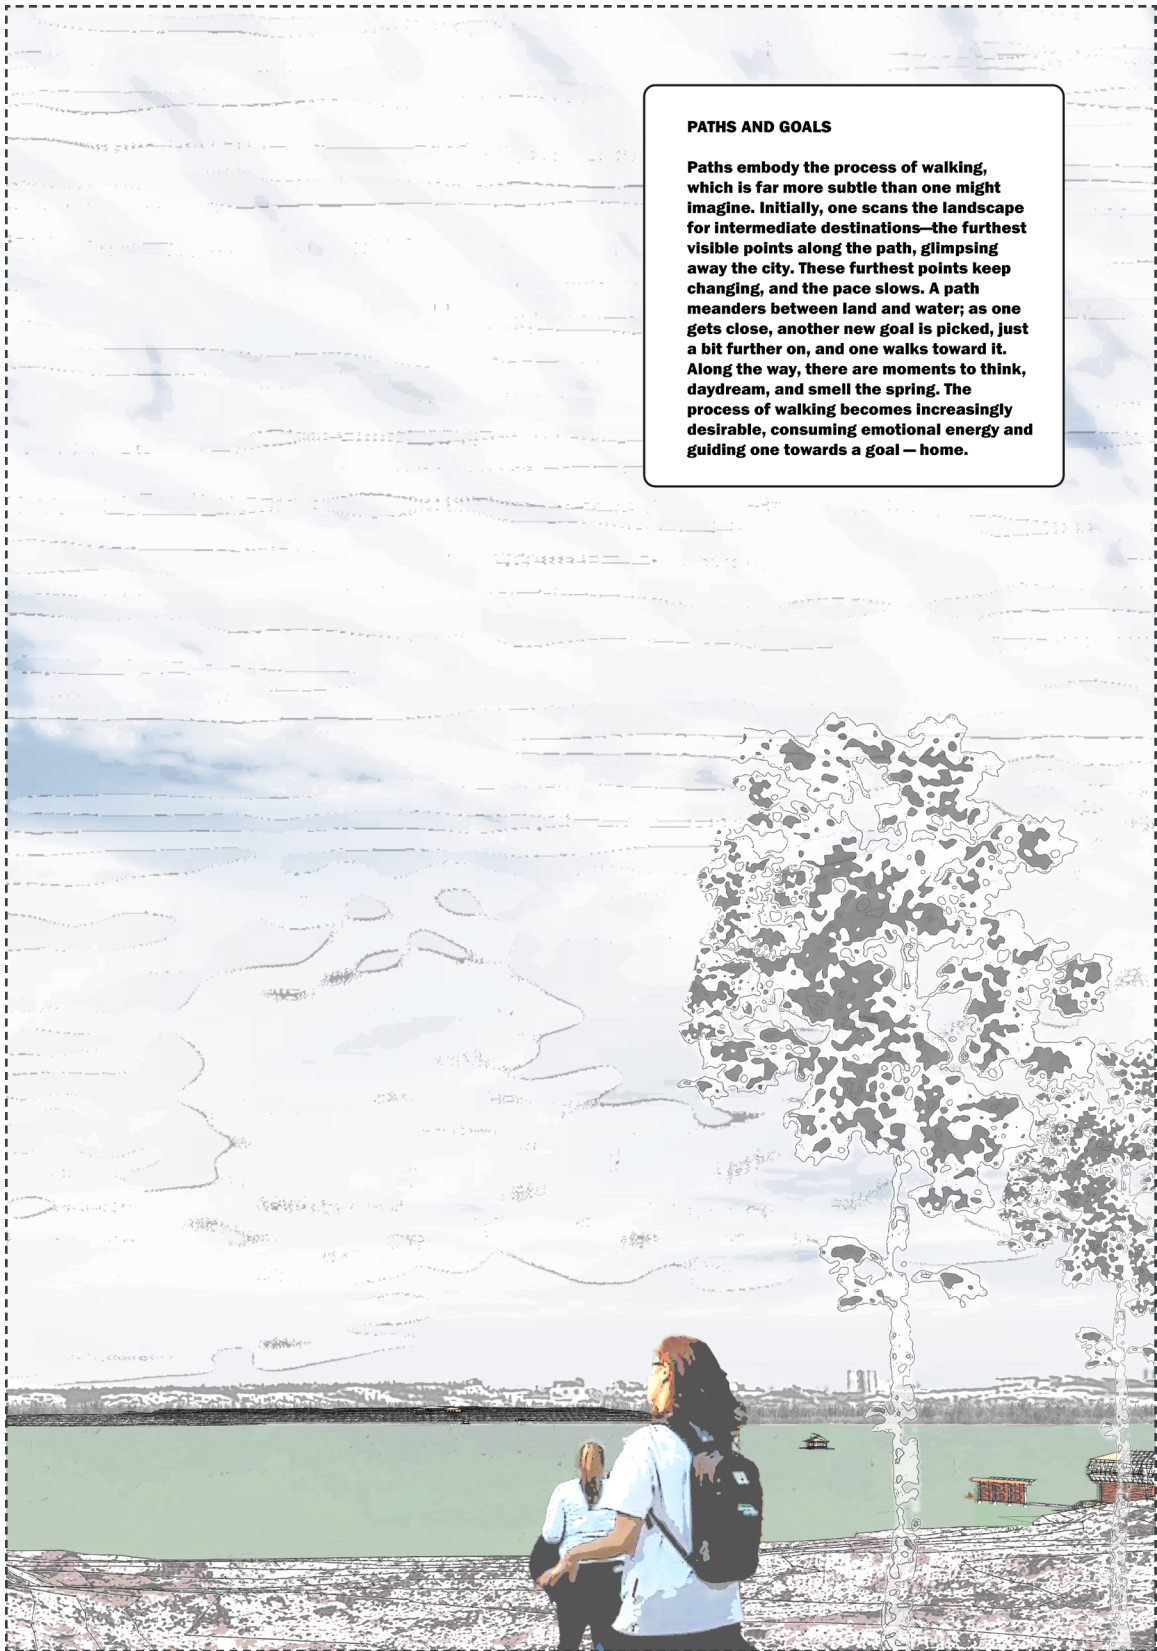 PATHS AND GOALS
Paths embody the process of walking,
which is far more subtle than one might
imagine. Initially, one scans the landscape
for intermediate destinations—the furthest
visible points along the path, glimpsing
away the city. These furthest points keep
changing, and the pace slows. A path
meanders between land and water; as one
gets close, another new goal is picked, just
a bit further on, and one walks toward it.
Along the way, there are moments to think,
daydream, and smell the spring. The
process of walking becomes increasingly
desirable, consuming emotional energy and
guiding one towards a goal — home.